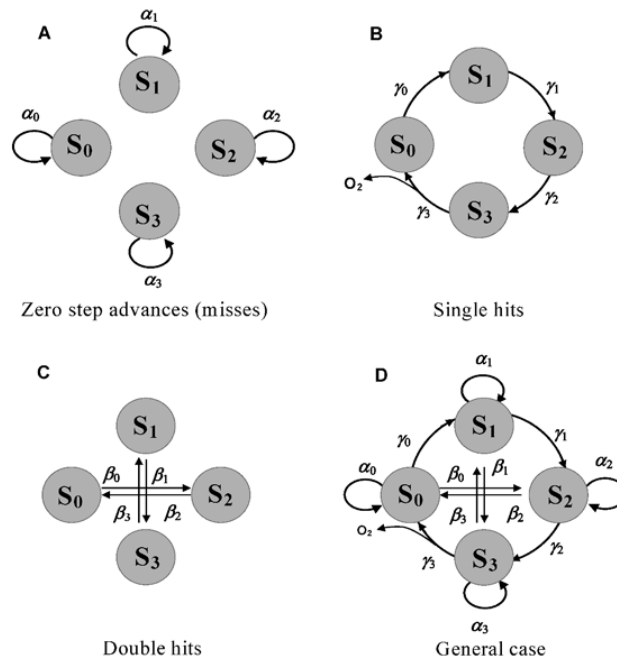 A
α₁
S₁
α₀
S₀
α₂
S₂
S₃
α₃
Zero step advances (misses)
B
S₁
γ₀
γ₁
S₀
S₂
O₂
γ₃
S₃
γ₂
Single hits
C
S₁
β₀
β₁
S₀
S₂
β₃
β₂
S₃
Double hits
D
α₁
S₁
γ₀
γ₁
α₀
β₀
β₁
α₂
S₀
S₂
β₃
β₂
O₂
γ₃
S₃
γ₂
α₃
General case